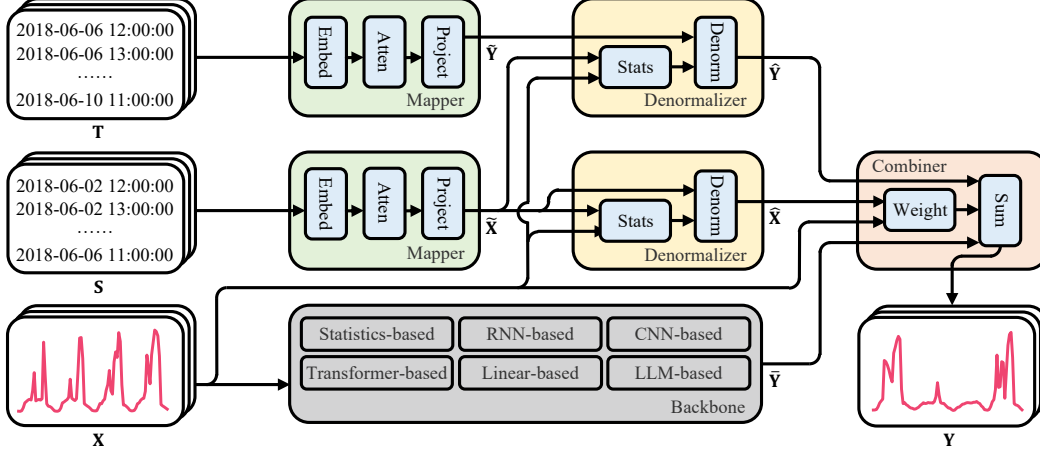 2018-06-06 12:00:00
2018-06-06 13:00:00
......
2018-06-10 11:00:00
T
Embed
Atten
Project
Mapper
Ỹ
Stats
Denorm
Denormalizer
Ŷ
2018-06-02 12:00:00
2018-06-02 13:00:00
......
2018-06-06 11:00:00
S
Embed
Atten
Project
Mapper
X̃
Stats
Denorm
Denormalizer
X̂
Combiner
Weight
Sum
X
Statistics-based
RNN-based
CNN-based
Transformer-based
Linear-based
LLM-based
Backbone
Ȳ
Y